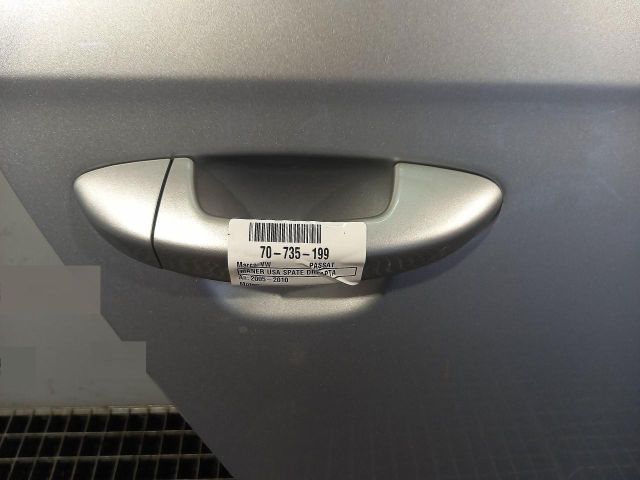 70-735-199
Marca: VW PASSAT
MANER USA SPATE DREAPTA
An: 2005-2010